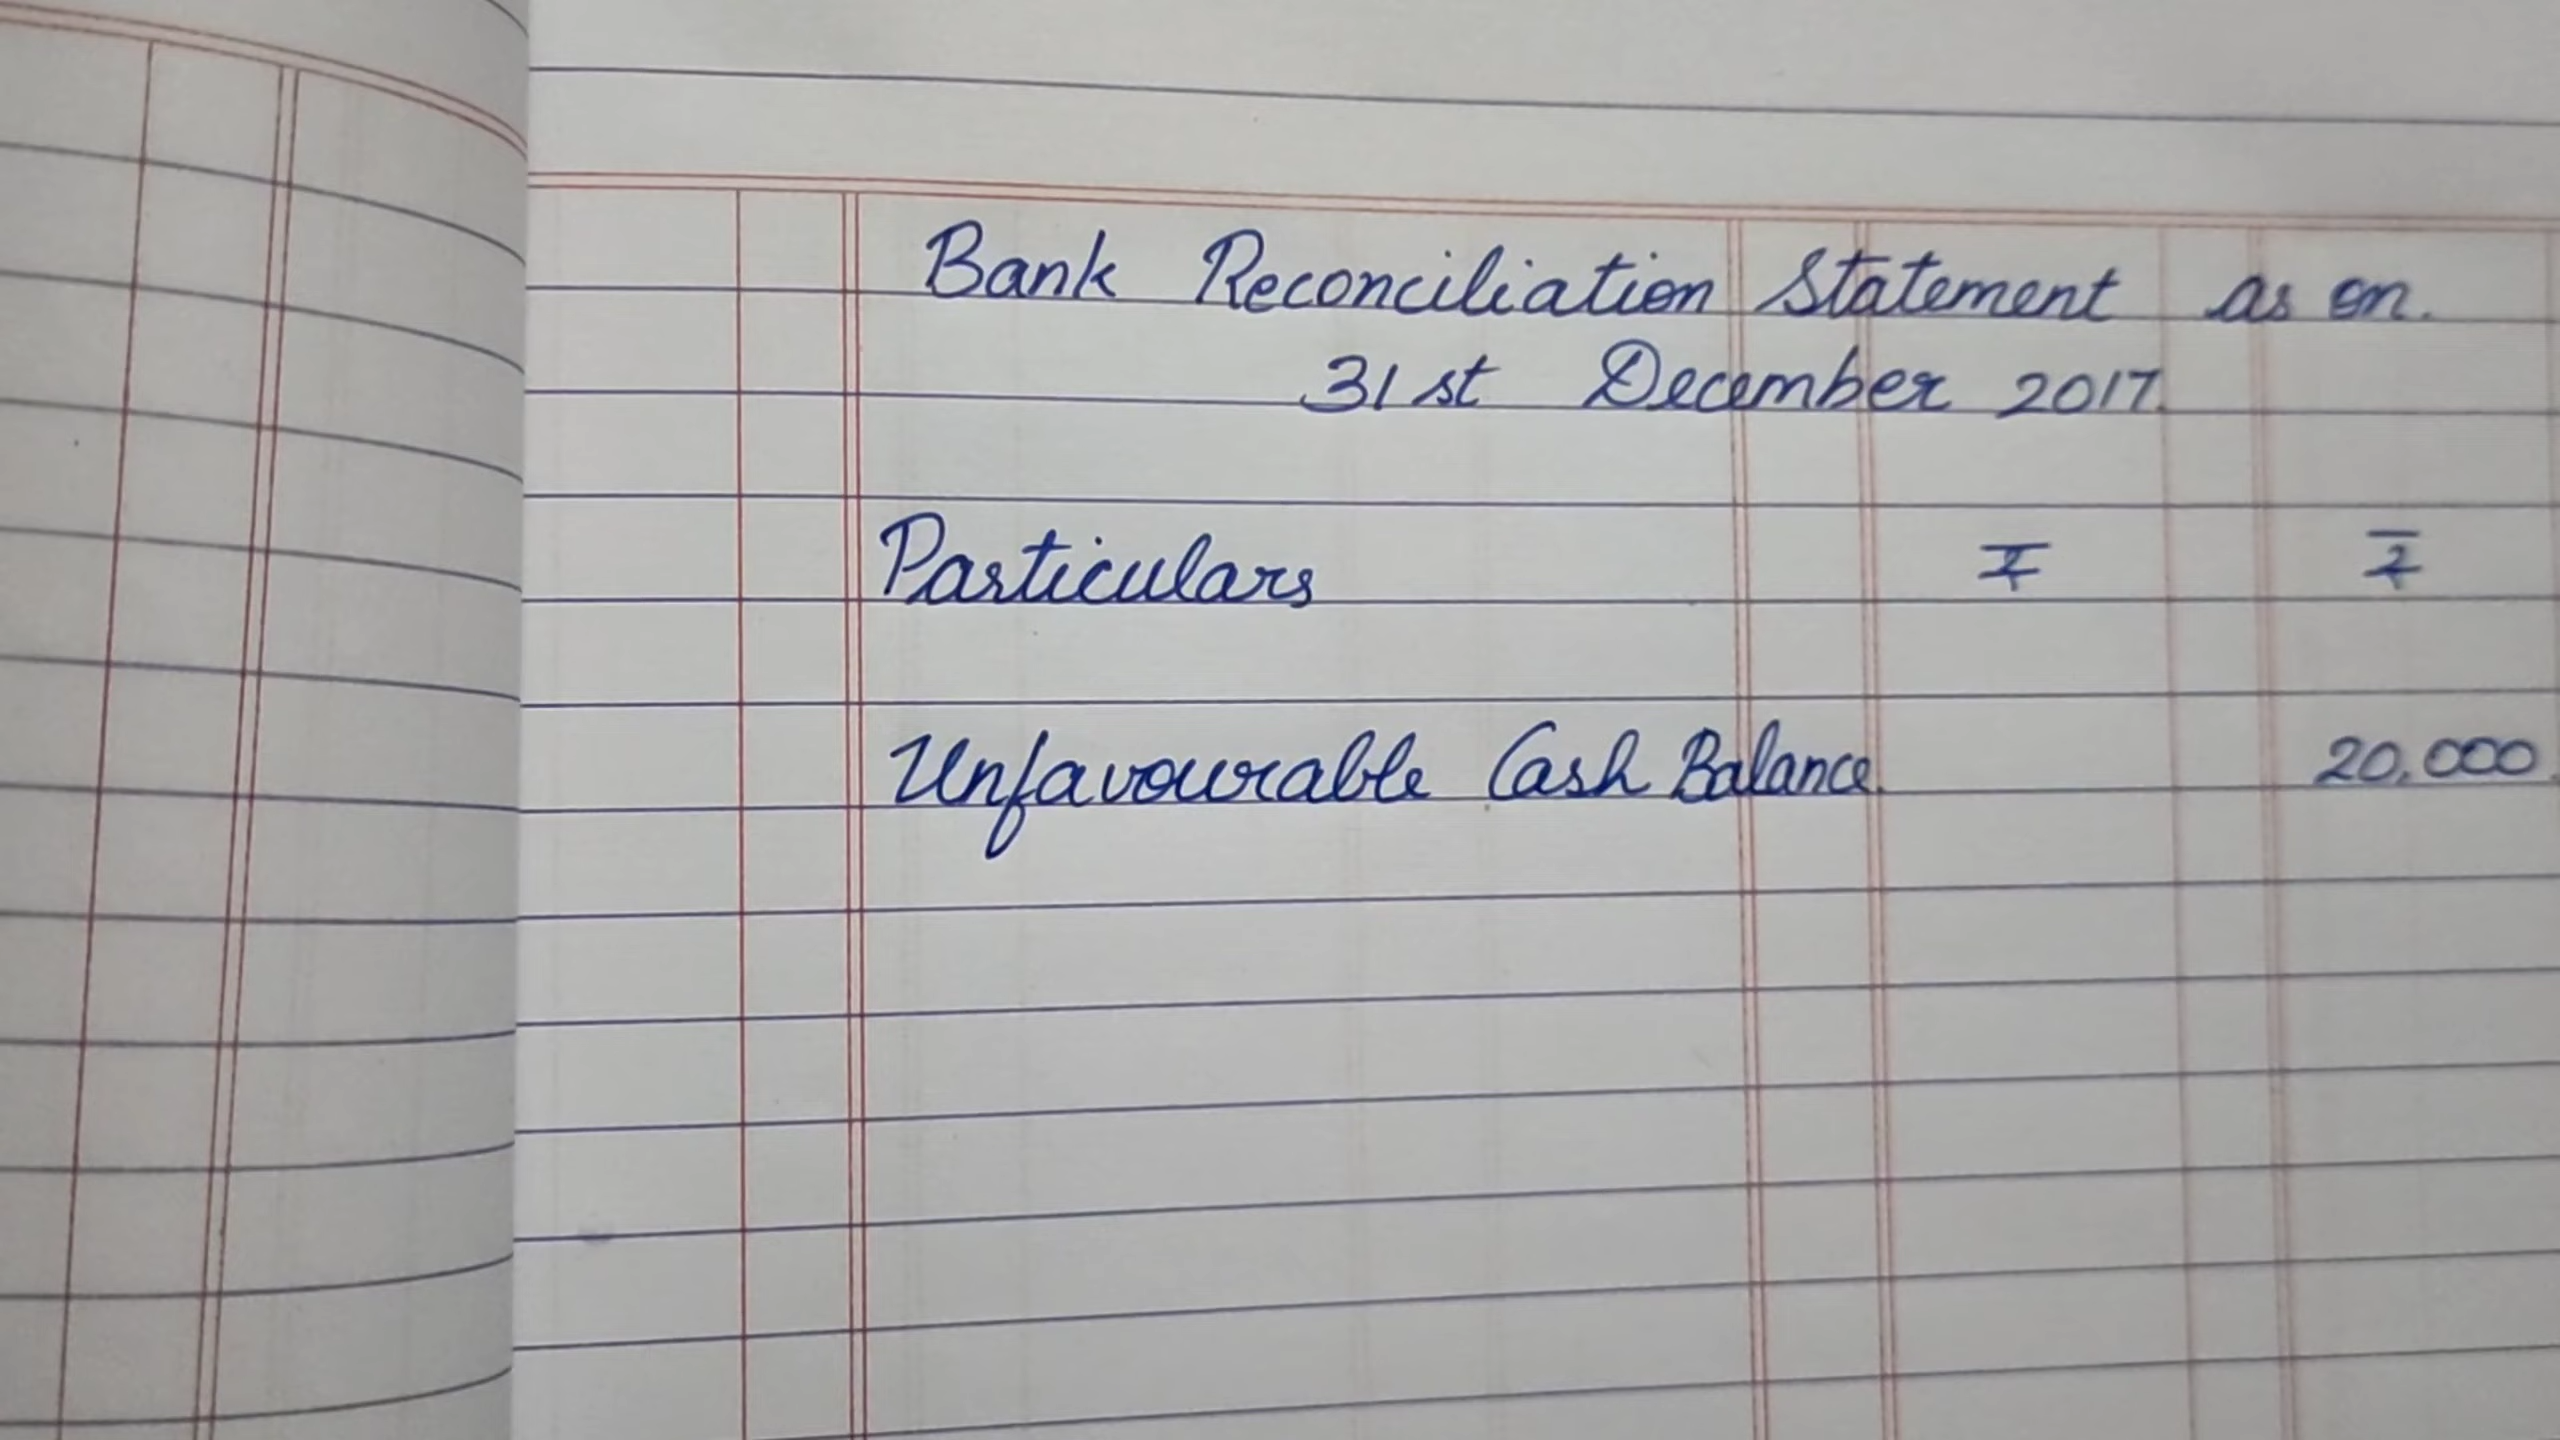 Bank Reconciliation Statement as on.
31st December 2017.
Particulars ₹ ₹
Unfavourable Cash Balance. 20,000